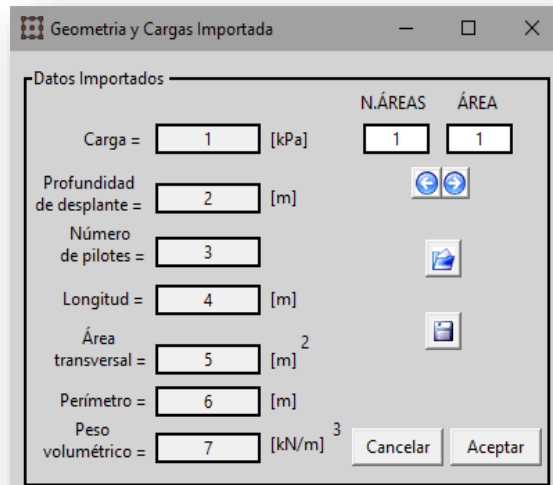 Geometria y Cargas Importada
Datos Importados
N.ÁREAS ÁREA
Carga = 1 [kPa] 1 1
Profundidad
de desplante = 2 [m]
Número
de pilotes = 3
Longitud = 4 [m]
Área
transversal = 5 [m] 2
Perímetro = 6 [m]
Peso
volumétrico = 7 [kN/m] 3
Cancelar Aceptar